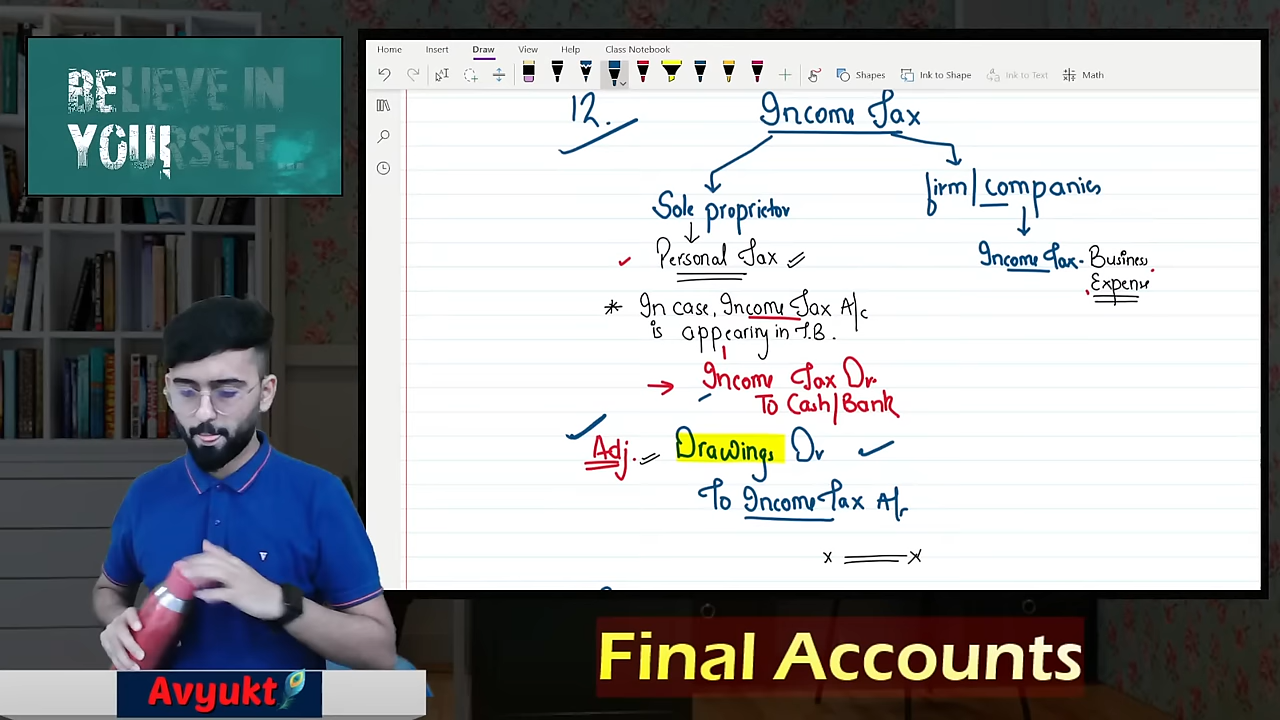 BELIEVE IN
YOURSELF...
Home Insert Draw View Help Class Notebook
Shapes Ink to Shape Ink to Text Math
12. Income Tax
Sole proprietor
firm | companies
Personal Tax
Income Tax - Business
Expense
* In case, Income Tax A/c
is appearing in T.B.
→ Income Tax Dr.
To Cash/Bank
Adj. Drawings Dr
To Income Tax A/c
x ═══ x
Final Accounts
Avyukt